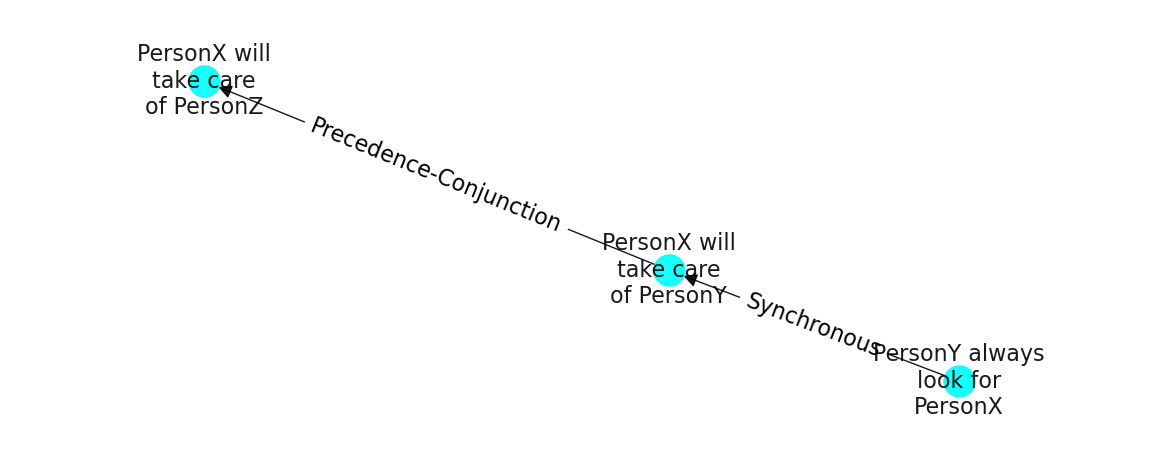 PersonX will
take care
of PersonZ
Precedence-Conjunction
PersonX will
take care
of PersonY
Synchronous
PersonY always
look for
PersonX